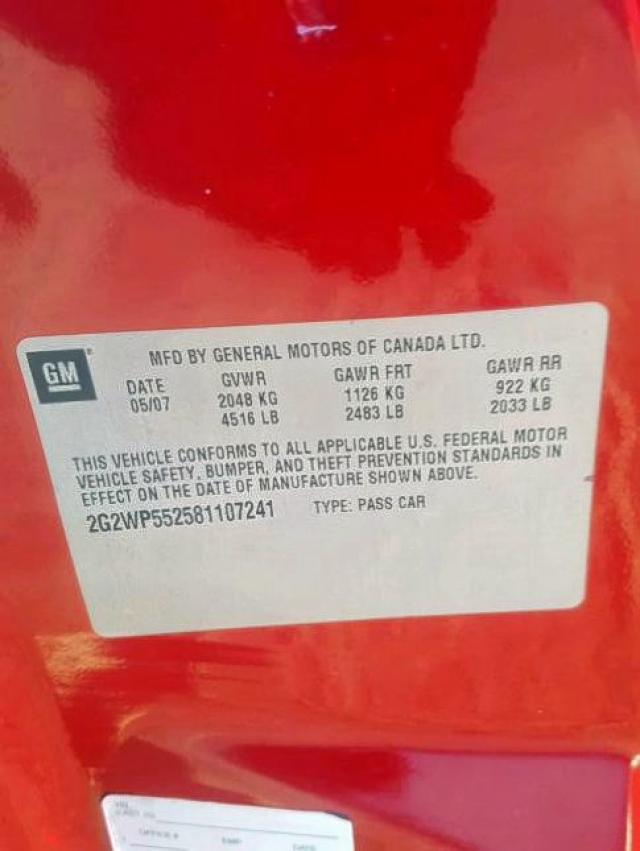 GM
MFD BY GENERAL MOTORS OF CANADA LTD.
DATE GVWR GAWR FRT GAWR RR
05/07 2048 KG 1126 KG 922 KG
4516 LB 2483 LB 2033 LB
THIS VEHICLE CONFORMS TO ALL APPLICABLE U.S. FEDERAL MOTOR
VEHICLE SAFETY, BUMPER, AND THEFT PREVENTION STANDARDS IN
EFFECT ON THE DATE OF MANUFACTURE SHOWN ABOVE.
2G2WP552581107241 TYPE: PASS CAR